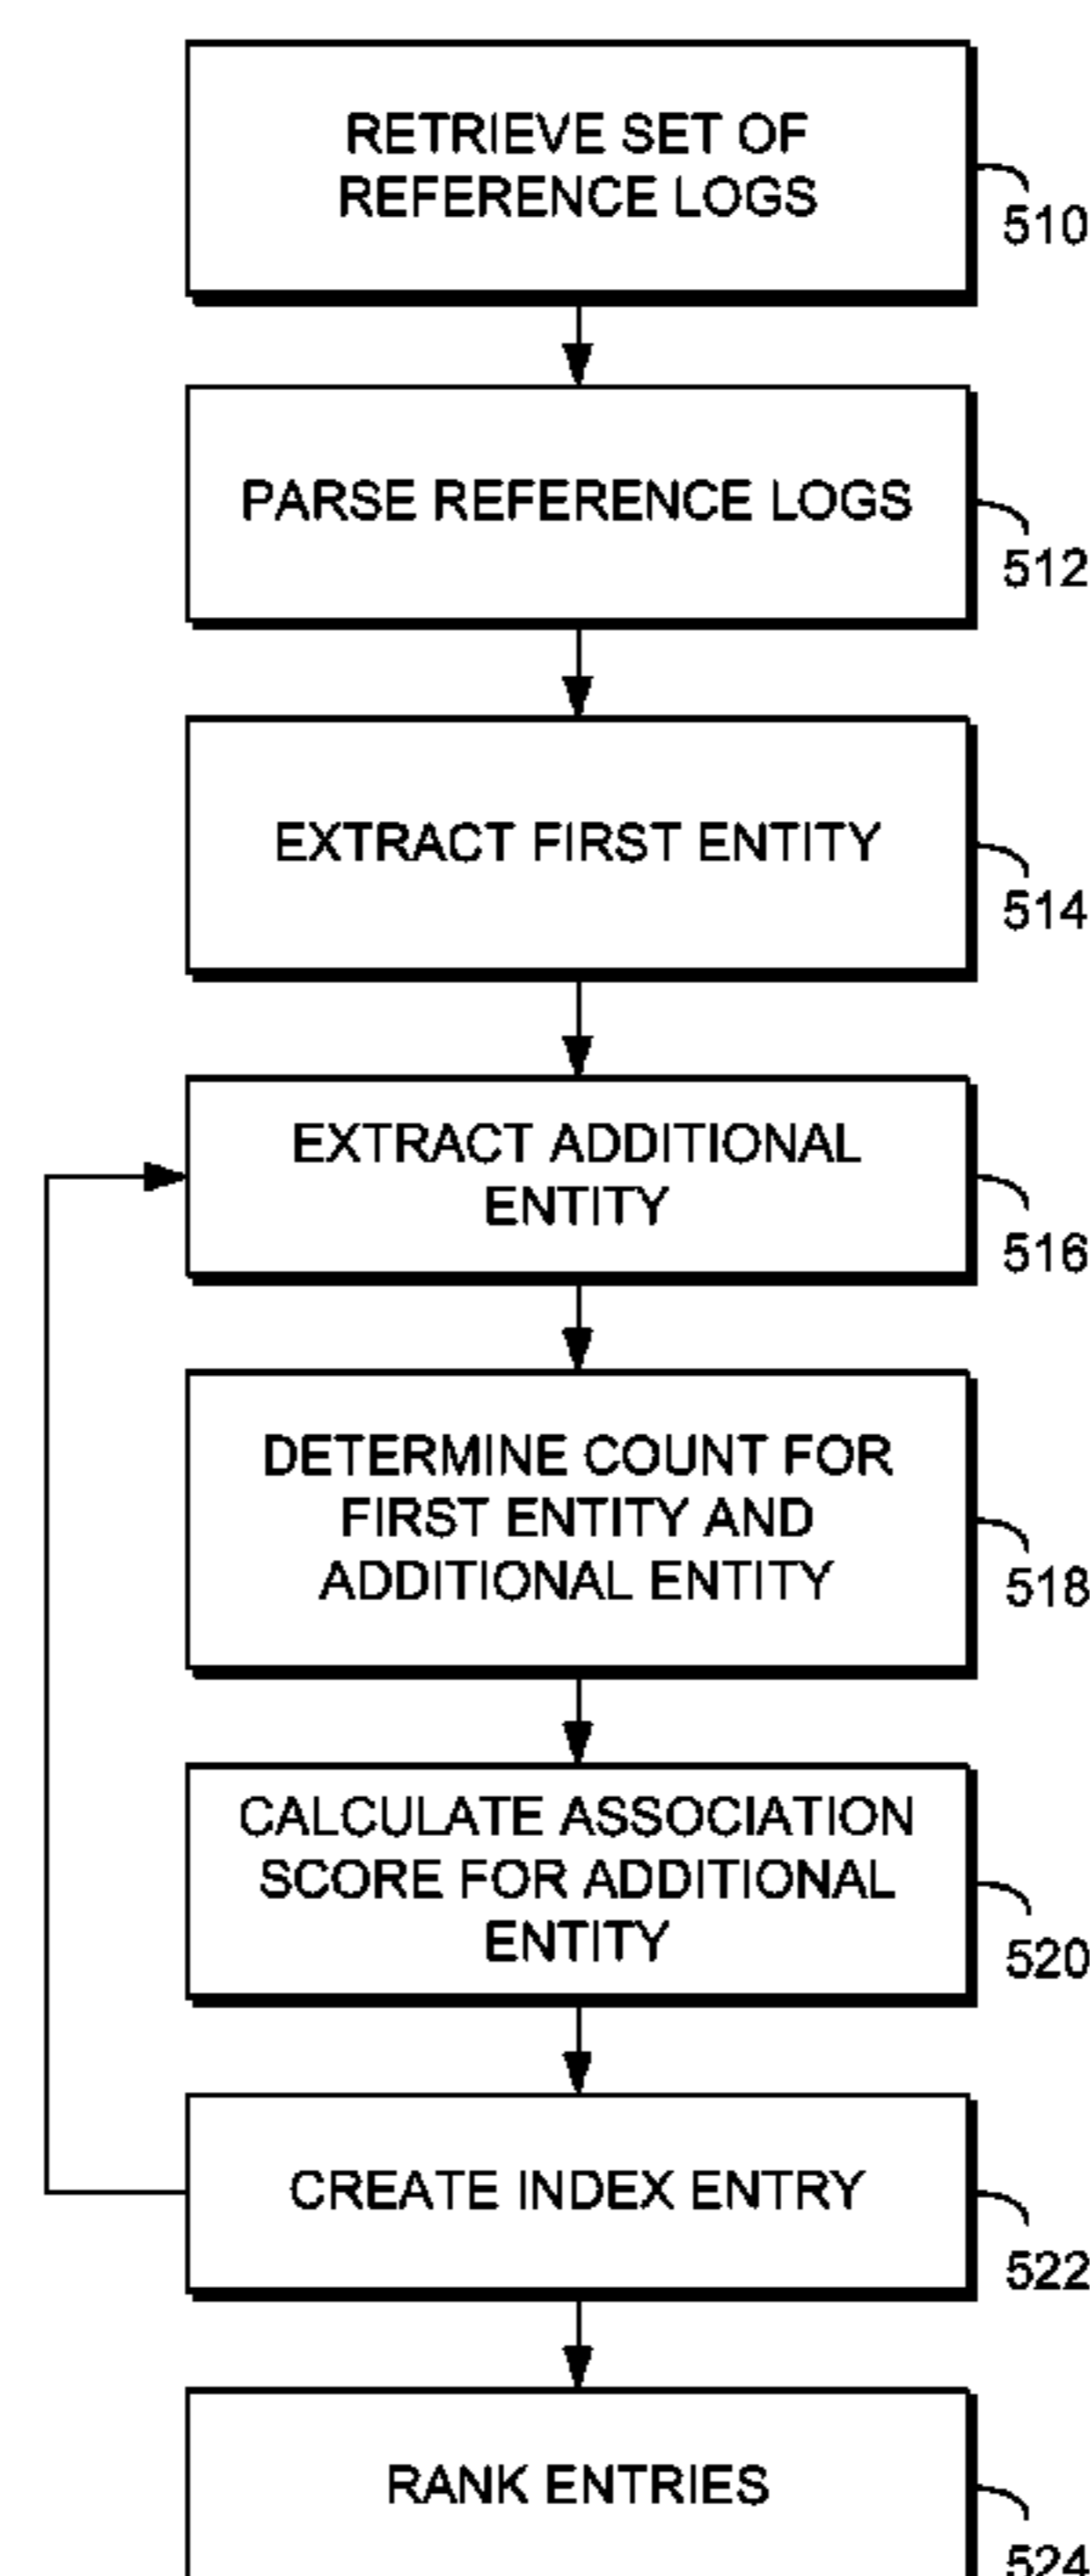 RETRIEVE SET OF
REFERENCE LOGS
510
PARSE REFERENCE LOGS
512
EXTRACT FIRST ENTITY
514
EXTRACT ADDITIONAL
ENTITY
516
DETERMINE COUNT FOR
FIRST ENTITY AND
ADDITIONAL ENTITY
518
CALCULATE ASSOCIATION
SCORE FOR ADDITIONAL
ENTITY
520
CREATE INDEX ENTRY
522
RANK ENTRIES
524